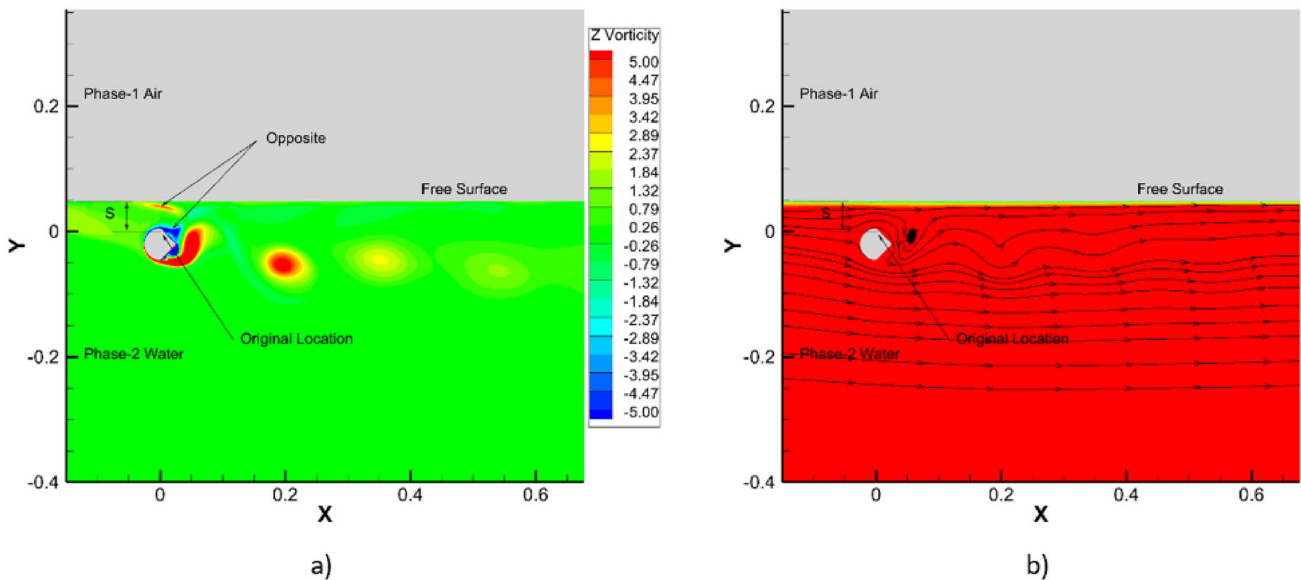 Z Vorticity
5.00
4.47
3.95
3.42
2.89
2.37
1.84
1.32
0.79
0.26
-0.26
-0.79
-1.32
-1.84
-2.37
-2.89
-3.42
-3.95
-4.47
-5.00
0.2
Phase-1 Air
Opposite
Free Surface
S
0
Y
Original Location
Phase-2 Water
-0.2
-0.4
0
0.2
0.4
0.6
X
a)
0.2
Phase-1 Air
Free Surface
S
0
Y
Original Location
Phase-2 Water
-0.2
-0.4
0
0.2
0.4
0.6
X
b)